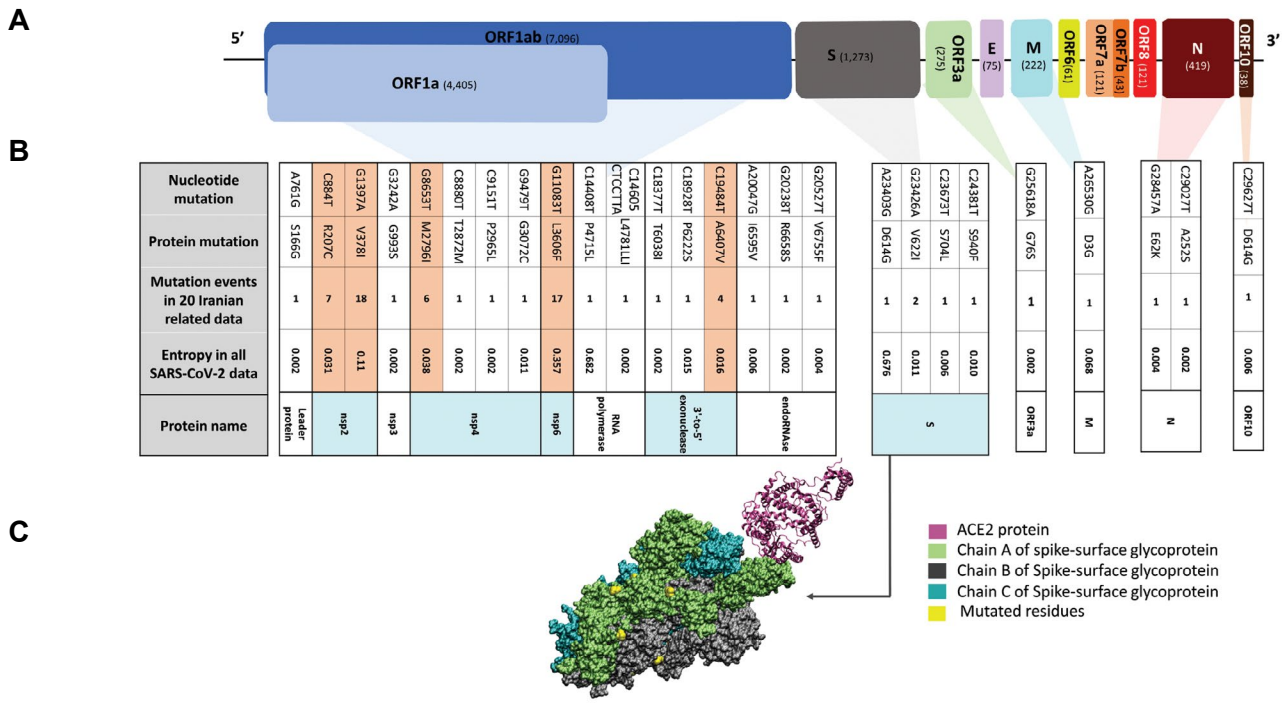 A
5'
ORF1ab (7,096)
ORF1a (4,405)
S (1,273)
ORF3a (275)
E (75)
M (222)
ORF6(61)
ORF7a (121)
ORF7b (43)
ORF8 (121)
N (419)
ORF10 (38)
3'
B
Nucleotide mutation
A761G C884T G1397A G3242A G8653T C8880T C9151T G9479T G11083T C14408T C14605 CTCCTTA C18377T C18928T C19484T A20047G G20238T G20527T
A23403G G23426A C23673T C24381T
G25618A
A26530G
G28457A C29027T
C29627T
Protein mutation
S166G R207C V378I G993S M2796I T2872M P2965L G3072C L3606F P4715L L4781LLI T6038I P6222S A6407V I6595V R6658S V6755F
D614G V622I S704L S940F
G76S
D3G
E62K A252S
D614G
Mutation events in 20 Iranian related data
1 7 18 1 6 1 1 1 17 1 1 1 1 4 1 1 1
1 2 1 1
1
1
1 1
1
Entropy in all SARS-CoV-2 data
0.002 0.031 0.11 0.002 0.038 0.002 0.002 0.011 0.357 0.682 0.002 0.002 0.015 0.016 0.006 0.002 0.004
0.676 0.011 0.006 0.010
0.002
0.068
0.004 0.002
0.006
Protein name
Leader protein
nsp2
nsp3
nsp4
nsp6
RNA polymerase
3'-to-5' exonuclease
endoRNAse
S
ORF3a
M
N
ORF10
C
ACE2 protein
Chain A of spike-surface glycoprotein
Chain B of Spike-surface glycoprotein
Chain C of Spike-surface glycoprotein
Mutated residues